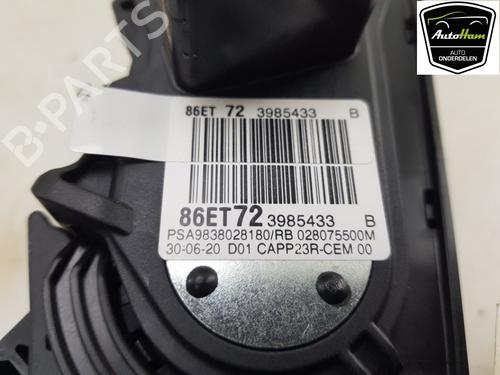 AutoHam
AUTO
ONDERDELEN
B-PARTS
86ET 72 3985433 B
86ET72 3985433 B
PSA9838028180/RB 028075500M
30-06-20 D01 CAPP23R-CEM 00